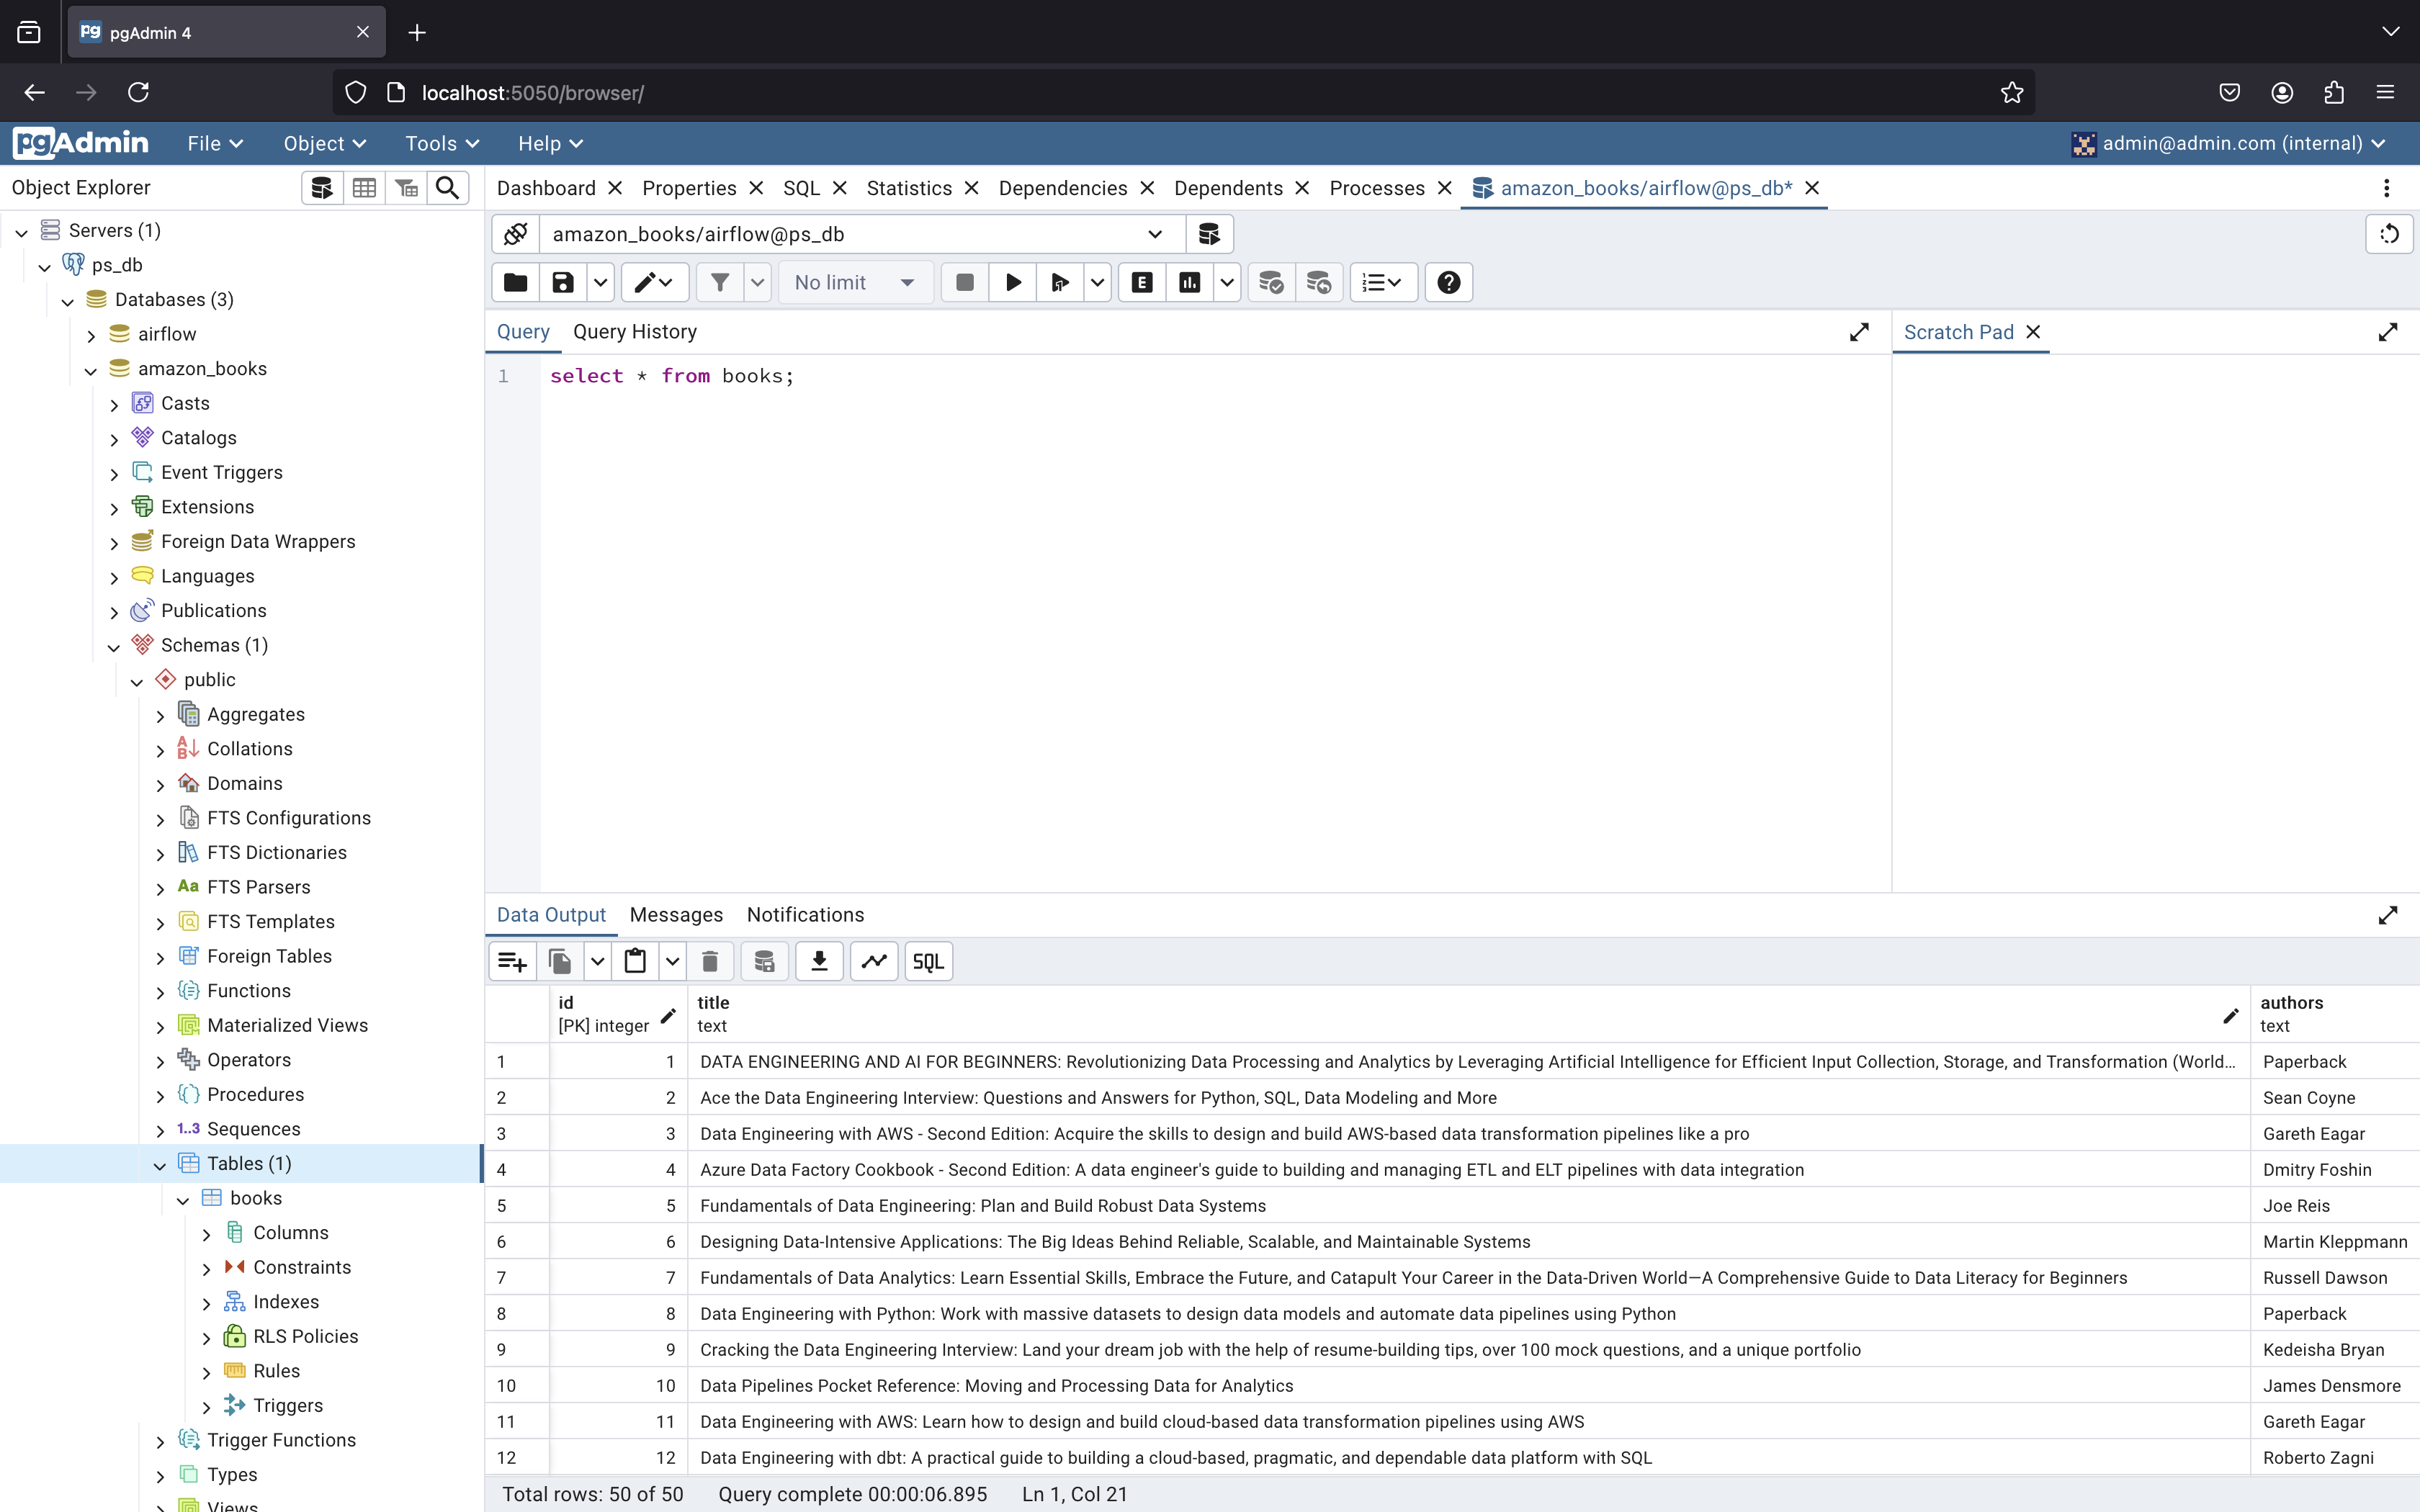 pgAdmin 4
localhost:5050/browser/
pgAdmin File Object Tools Help admin@admin.com (internal)
Object Explorer
Servers (1)
ps_db
Databases (3)
airflow
amazon_books
Casts
Catalogs
Event Triggers
Extensions
Foreign Data Wrappers
Languages
Publications
Schemas (1)
public
Aggregates
Collations
Domains
FTS Configurations
FTS Dictionaries
FTS Parsers
FTS Templates
Foreign Tables
Functions
Materialized Views
Operators
Procedures
1..3 Sequences
Tables (1)
books
Columns
Constraints
Indexes
RLS Policies
Rules
Triggers
Trigger Functions
Types
Views
Dashboard Properties SQL Statistics Dependencies Dependents Processes amazon_books/airflow@ps_db*
amazon_books/airflow@ps_db
No limit E
Query Query History Scratch Pad
1 select * from books;
Data Output Messages Notifications
SQL
id title authors
[PK] integer text text
1 1 DATA ENGINEERING AND AI FOR BEGINNERS: Revolutionizing Data Processing and Analytics by Leveraging Artificial Intelligence for Efficient Input Collection, Storage, and Transformation (World... Paperback
2 2 Ace the Data Engineering Interview: Questions and Answers for Python, SQL, Data Modeling and More Sean Coyne
3 3 Data Engineering with AWS - Second Edition: Acquire the skills to design and build AWS-based data transformation pipelines like a pro Gareth Eagar
4 4 Azure Data Factory Cookbook - Second Edition: A data engineer's guide to building and managing ETL and ELT pipelines with data integration Dmitry Foshin
5 5 Fundamentals of Data Engineering: Plan and Build Robust Data Systems Joe Reis
6 6 Designing Data-Intensive Applications: The Big Ideas Behind Reliable, Scalable, and Maintainable Systems Martin Kleppmann
7 7 Fundamentals of Data Analytics: Learn Essential Skills, Embrace the Future, and Catapult Your Career in the Data-Driven World—A Comprehensive Guide to Data Literacy for Beginners Russell Dawson
8 8 Data Engineering with Python: Work with massive datasets to design data models and automate data pipelines using Python Paperback
9 9 Cracking the Data Engineering Interview: Land your dream job with the help of resume-building tips, over 100 mock questions, and a unique portfolio Kedeisha Bryan
10 10 Data Pipelines Pocket Reference: Moving and Processing Data for Analytics James Densmore
11 11 Data Engineering with AWS: Learn how to design and build cloud-based data transformation pipelines using AWS Gareth Eagar
12 12 Data Engineering with dbt: A practical guide to building a cloud-based, pragmatic, and dependable data platform with SQL Roberto Zagni
Total rows: 50 of 50 Query complete 00:00:06.895 Ln 1, Col 21